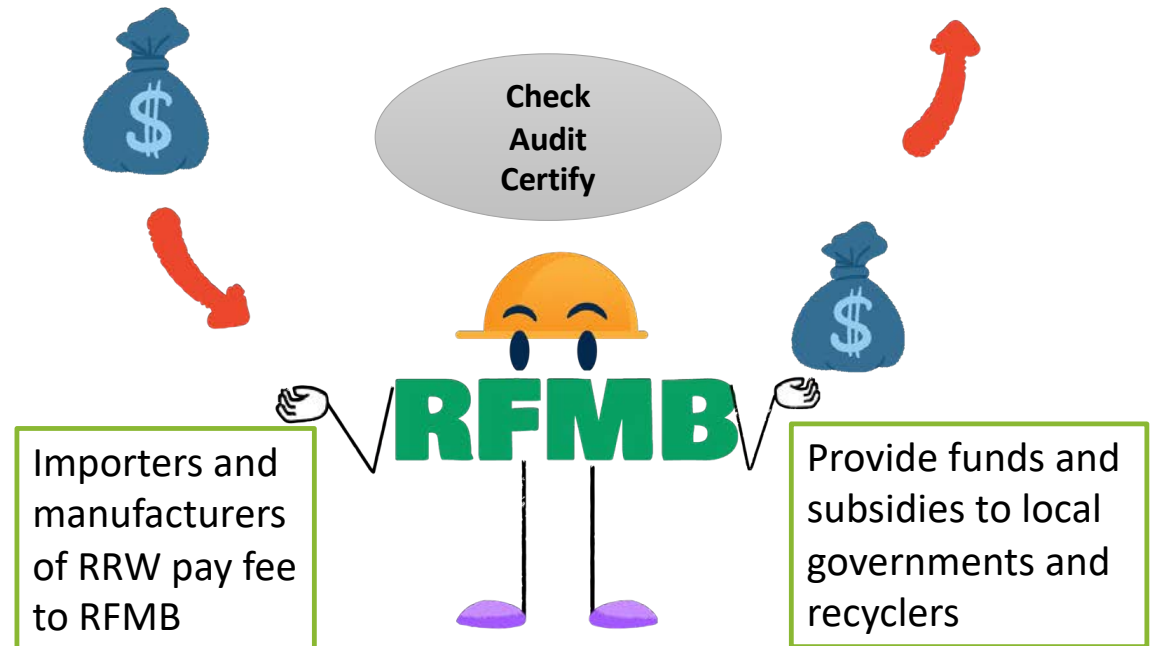 $
Check
Audit
Certify
$
RFMB
Importers and
manufacturers
of RRW pay fee
to RFMB
Provide funds and
subsidies to local
governments and
recyclers